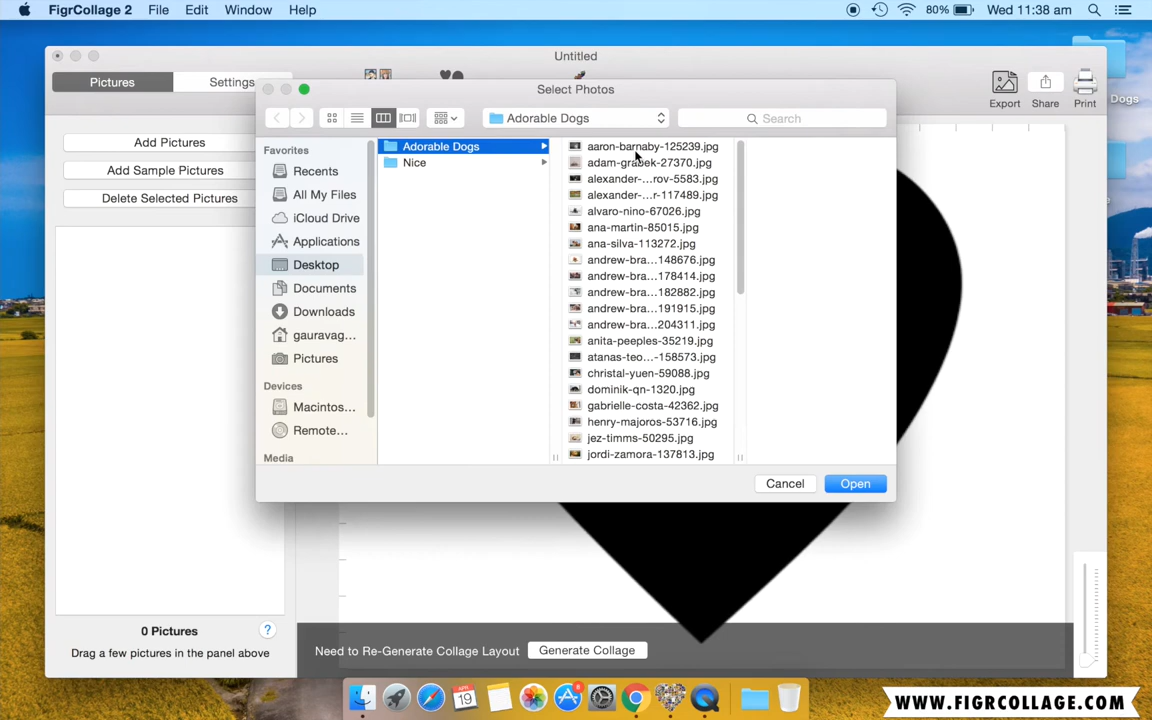 FigrCollage 2 File Edit Window Help 80% Wed 11:38 am
Untitled
Pictures Settings
Export Share Print
Dogs
Select Photos
Adorable Dogs Search
Add Pictures
Add Sample Pictures
Delete Selected Pictures
Favorites
Recents
All My Files
iCloud Drive
Applications
Desktop
Documents
Downloads
gauravag...
Pictures
Devices
Macintos...
Remote...
Media
Adorable Dogs
Nice
aaron-barnaby-125239.jpg
adam-grabek-27370.jpg
alexander-...rov-5583.jpg
alexander-...r-117489.jpg
alvaro-nino-67026.jpg
ana-martin-85015.jpg
ana-silva-113272.jpg
andrew-bra...148676.jpg
andrew-bra...178414.jpg
andrew-bra...182882.jpg
andrew-bra...191915.jpg
andrew-bra...204311.jpg
anita-peeples-35219.jpg
atanas-teo...-158573.jpg
christal-yuen-59088.jpg
dominik-qn-1320.jpg
gabrielle-costa-42362.jpg
henry-majoros-53716.jpg
jez-timms-50295.jpg
jordi-zamora-137813.jpg
Cancel Open
0 Pictures ?
Drag a few pictures in the panel above
Need to Re-Generate Collage Layout Generate Collage
APR
19
8
WWW.FIGRCOLLAGE.COM